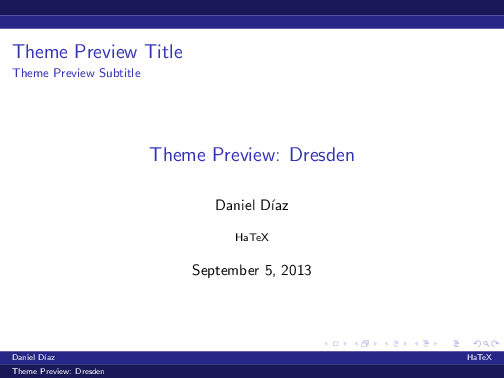 Theme Preview Title
Theme Preview Subtitle
Theme Preview: Dresden
Daniel Díaz
HaTeX
September 5, 2013
Daniel Díaz HaTeX
Theme Preview: Dresden